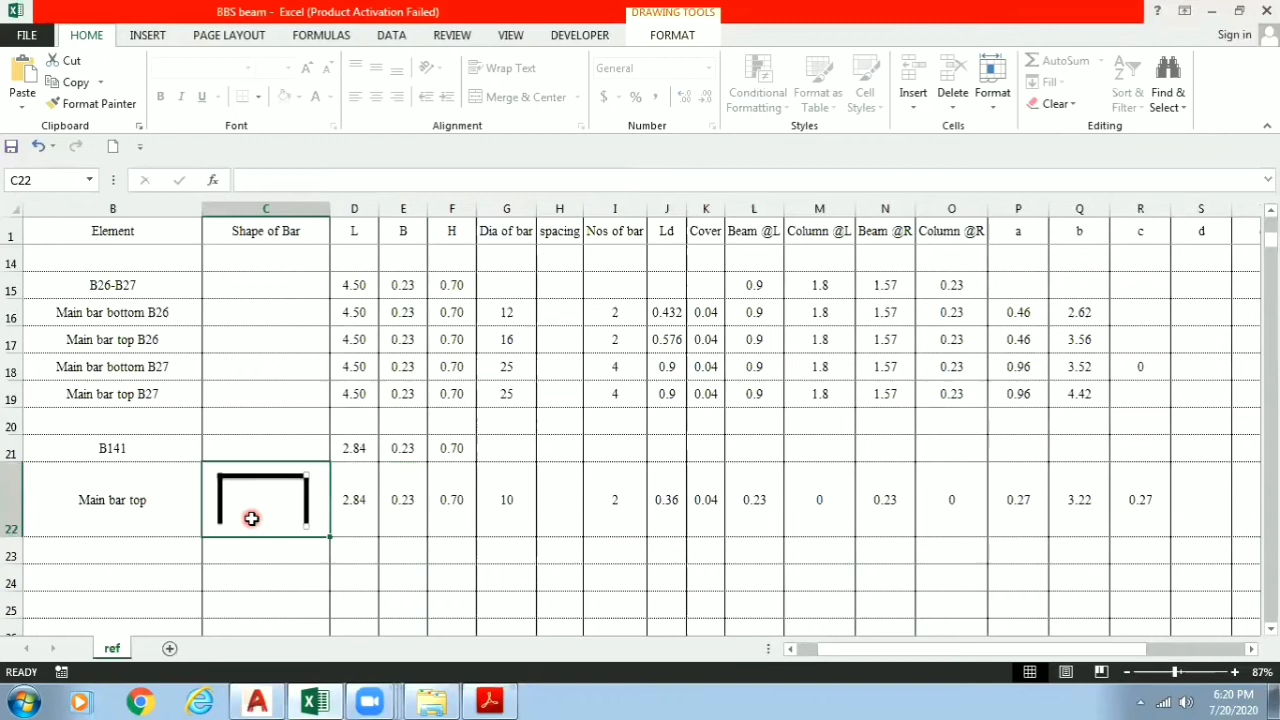 BBS beam - Excel (Product Activation Failed)
DRAWING TOOLS
FILE HOME INSERT PAGE LAYOUT FORMULAS DATA REVIEW VIEW DEVELOPER FORMAT Sign in
Paste
Cut
Copy
Format Painter
Clipboard
B I U A A A
Font
Wrap Text
Merge & Center
Alignment
General
$ % ,
Number
Conditional Formatting
Format as Table
Cell Styles
Styles
Insert
Delete
Format
Cells
AutoSum
Fill
Clear
Sort & Filter
Find & Select
Editing
C22 fx
B C D E F G H I J K L M N O P Q R S
1 Element Shape of Bar L B H Dia of bar spacing Nos of bar Ld Cover Beam @L Column @L Beam @R Column @R a b c d
14
15 B26-B27 4.50 0.23 0.70 0.9 1.8 1.57 0.23
16 Main bar bottom B26 4.50 0.23 0.70 12 2 0.432 0.04 0.9 1.8 1.57 0.23 0.46 2.62
17 Main bar top B26 4.50 0.23 0.70 16 2 0.576 0.04 0.9 1.8 1.57 0.23 0.46 3.56
18 Main bar bottom B27 4.50 0.23 0.70 25 4 0.9 0.04 0.9 1.8 1.57 0.23 0.96 3.52 0
19 Main bar top B27 4.50 0.23 0.70 25 4 0.9 0.04 0.9 1.8 1.57 0.23 0.96 4.42
20
21 B141 2.84 0.23 0.70
22 Main bar top 2.84 0.23 0.70 10 2 0.36 0.04 0.23 0 0.23 0 0.27 3.22 0.27
23
24
25
ref
READY 87%
6:20 PM
7/20/2020